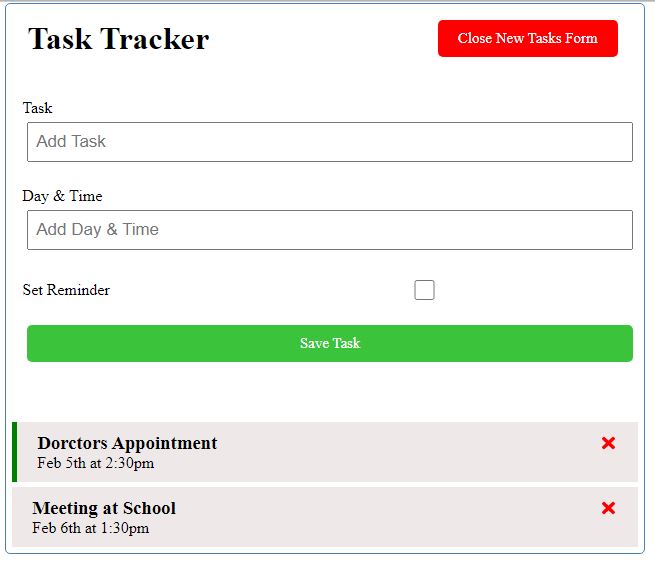 Task Tracker
Close New Tasks Form
Task
Add Task
Day & Time
Add Day & Time
Set Reminder
Save Task
Dorctors Appointment
Feb 5th at 2:30pm
Meeting at School
Feb 6th at 1:30pm